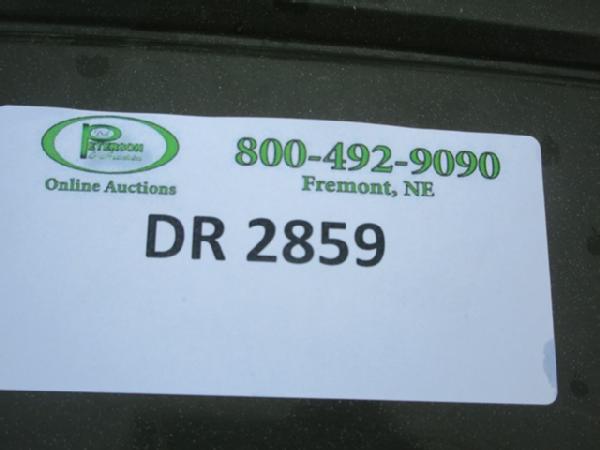 PETERSON
Online Auctions
800-492-9090
Fremont, NE
DR 2859